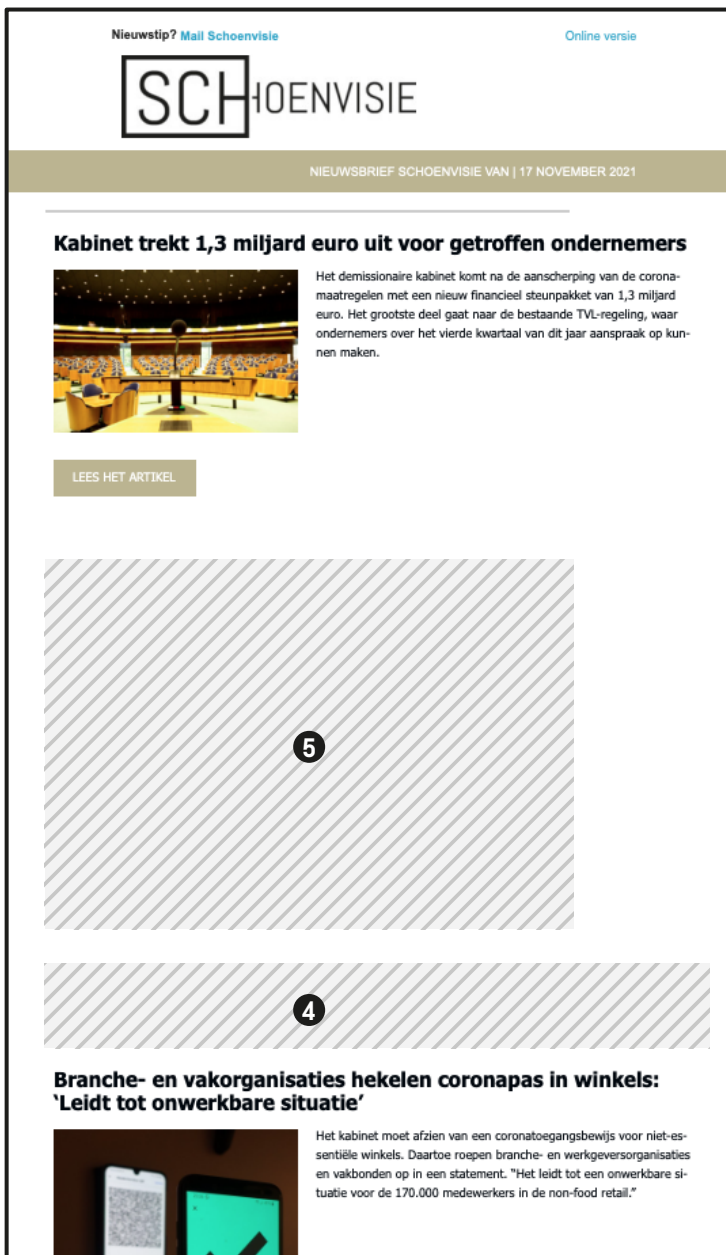 Nieuwstip? Mail Schoenvisie
Online versie
SCHOENVISIE
NIEUWSBRIEF SCHOENVISIE VAN | 17 NOVEMBER 2021
Kabinet trekt 1,3 miljard euro uit voor getroffen ondernemers
Het demissionaire kabinet komt na de aanscherping van de corona-
maatregelen met een nieuw financieel steunpakket van 1,3 miljard
euro. Het grootste deel gaat naar de bestaande TVL-regeling, waar
ondernemers over het vierde kwartaal van dit jaar aanspraak op kun-
nen maken.
LEES HET ARTIKEL
5
4
Branche- en vakorganisaties hekelen coronapas in winkels:
‘Leidt tot onwerkbare situatie’
Het kabinet moet afzien van een coronatoegangsbewijs voor niet-es-
sentiële winkels. Daartoe roepen branche- en werkgeversorganisaties
en vakbonden op in een statement. “Het leidt tot een onwerkbare si-
tuatie voor de 170.000 medewerkers in de non-food retail.”